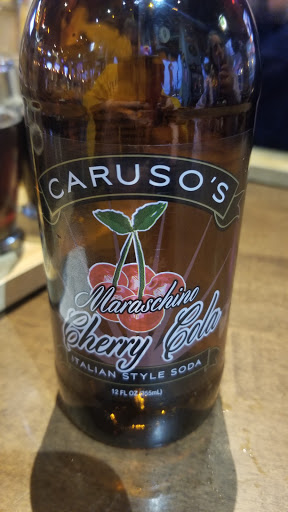 CARUSO'S
Maraschino
Cherry Cola
ITALIAN STYLE SODA
12 FL OZ (355mL)